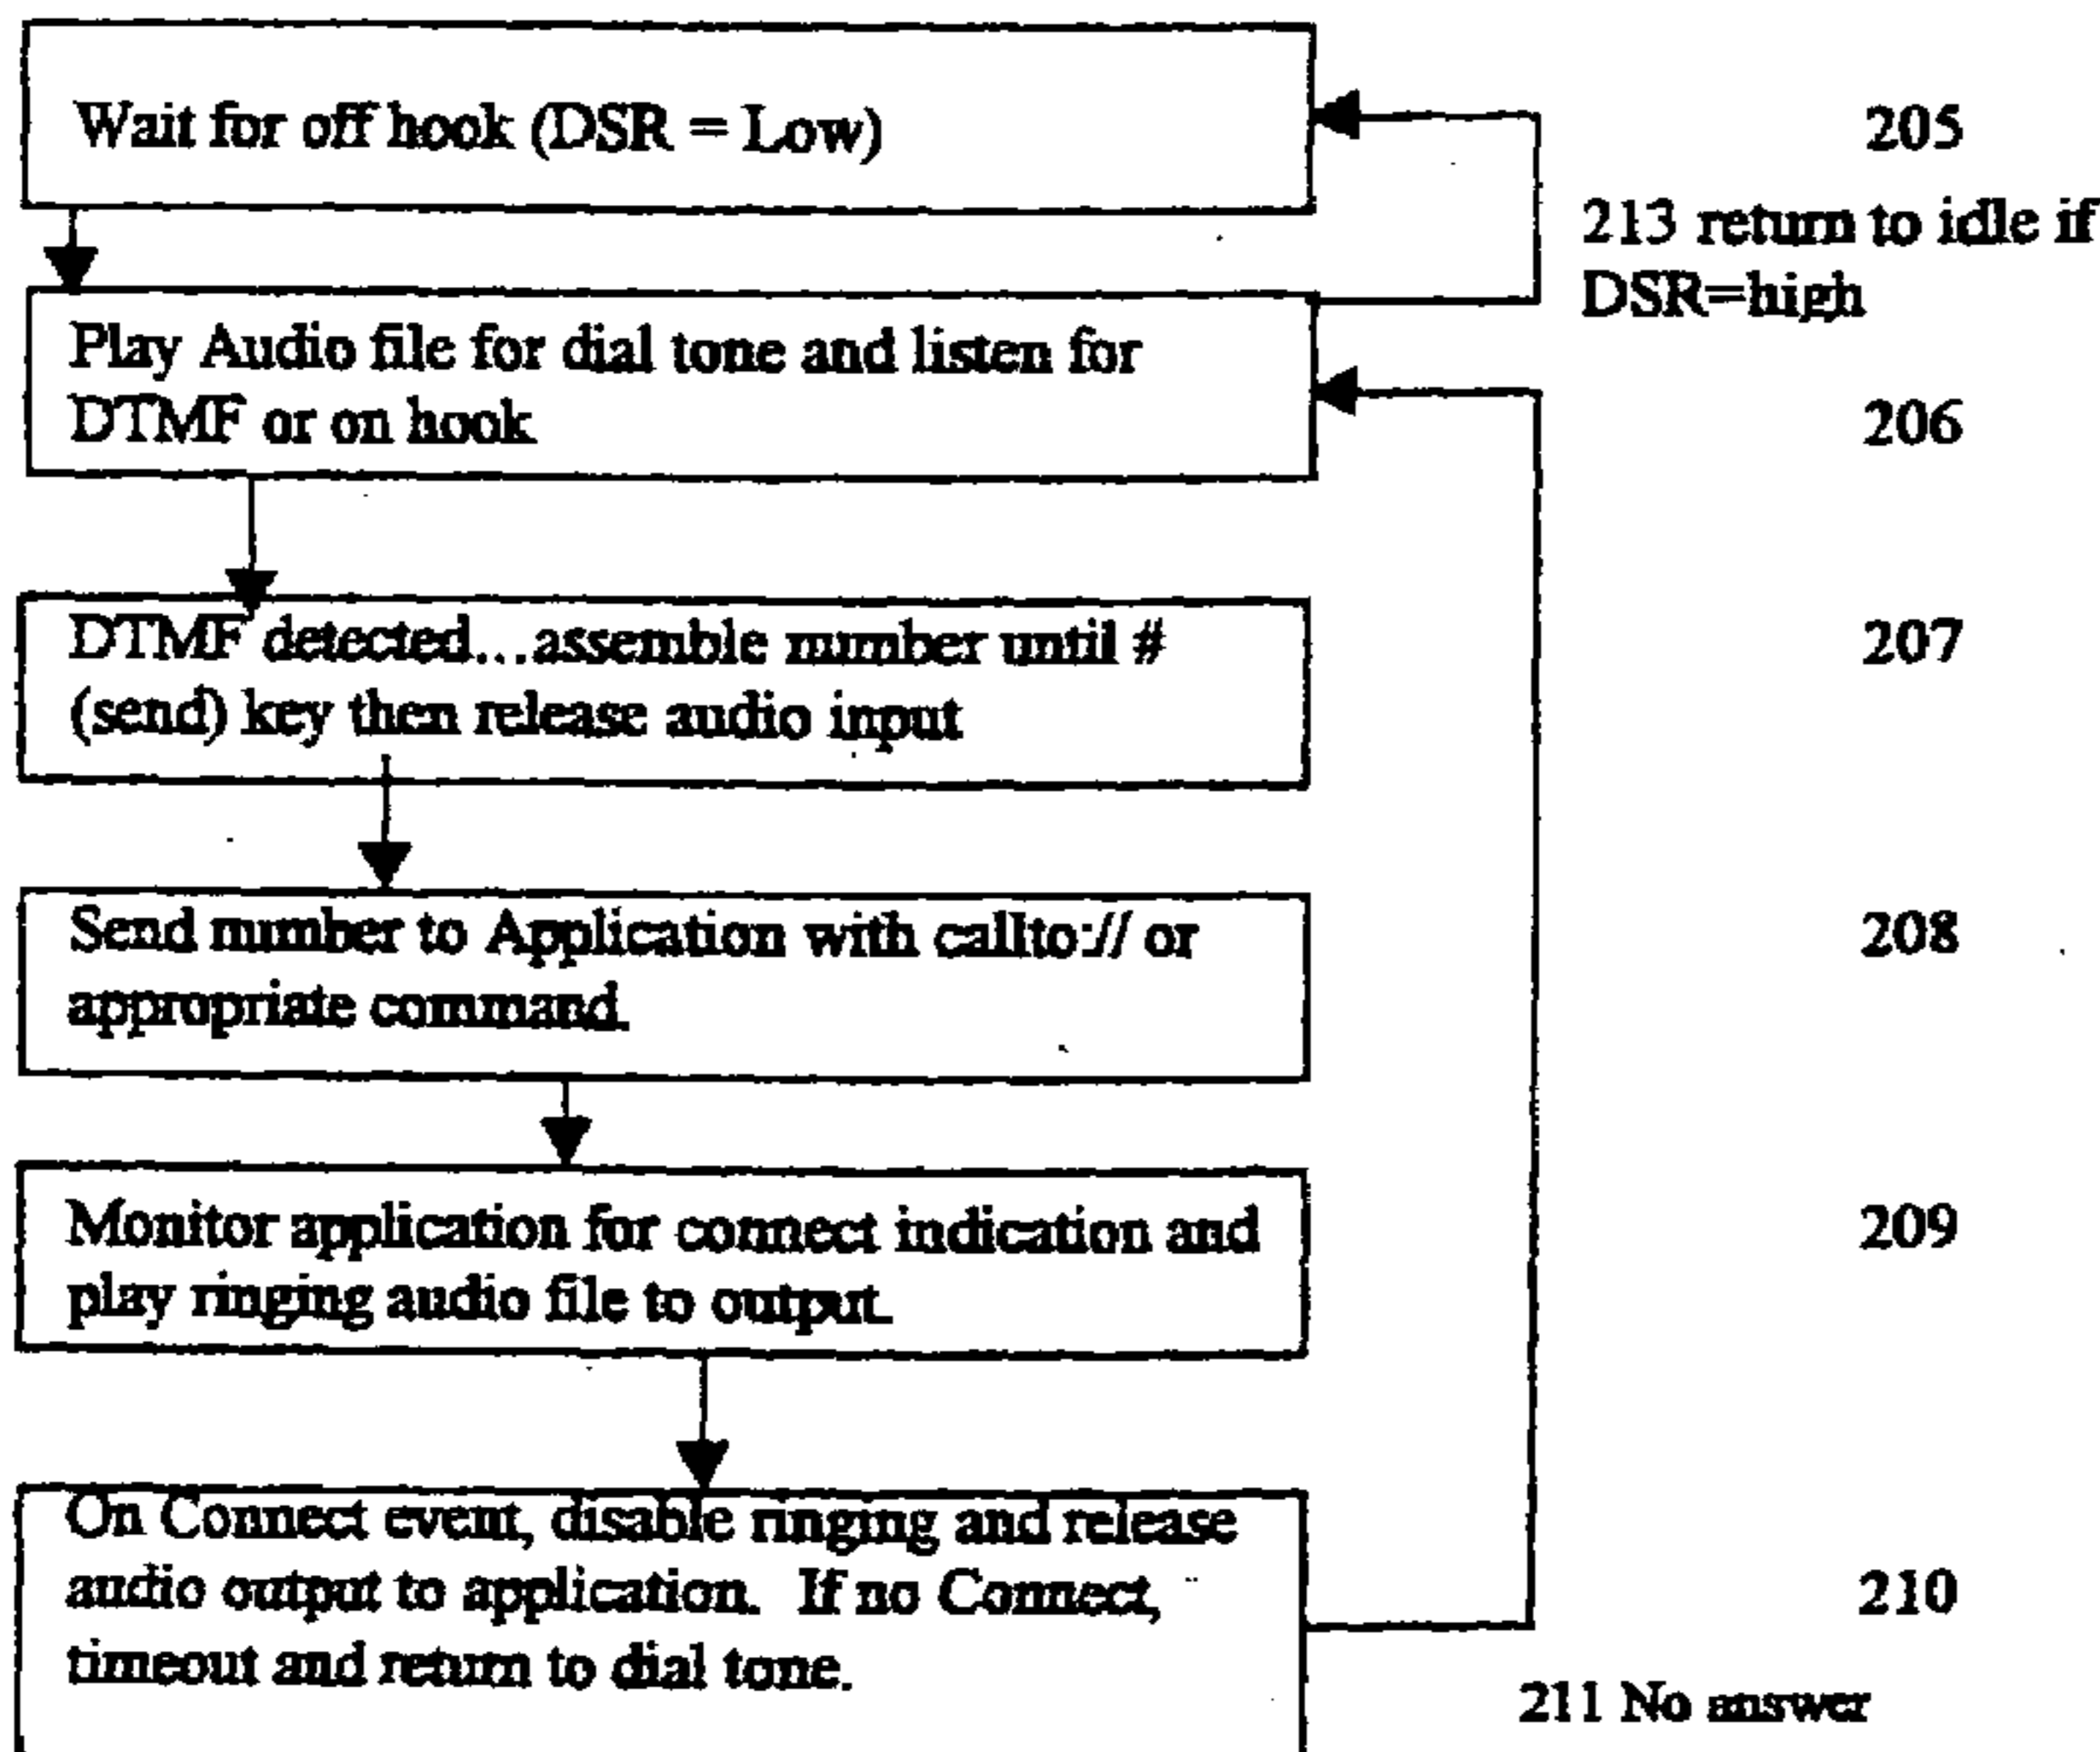 Wait for off hook (DSR = Low)
205
213 return to idle if
DSR=high
Play Audio file for dial tone and listen for
DTMF or on hook
206
DTMF detected...assemble number until #
(send) key then release audio input
207
Send number to Application with callto:// or
appropriate command.
208
Monitor application for connect indication and
play ringing audio file to output.
209
On Connect event, disable ringing and release
audio output to application. If no Connect,
timeout and return to dial tone.
210
211 No answer